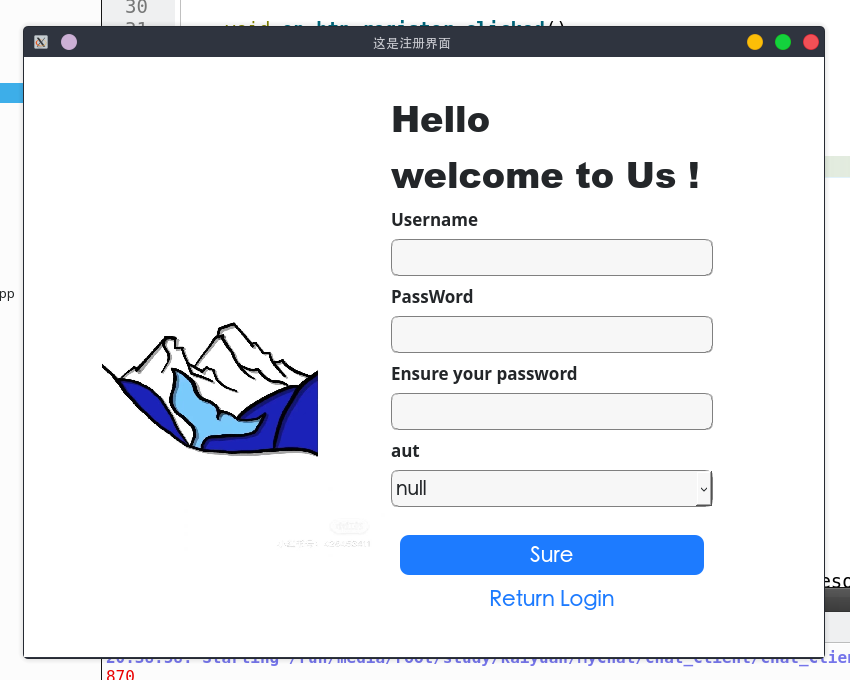 30
31
这是注册界面
Hello
welcome to Us !
Username
PassWord
Ensure your password
aut
null
Sure
Return Login
pp
870